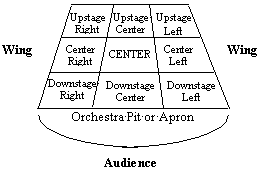 Upstage Right
Upstage Center
Upstage Left
Wing
Center Right
CENTER
Center Left
Wing
Downstage Right
Downstage Center
Downstage Left
Orchestra·Pit·or·Apron
Audience